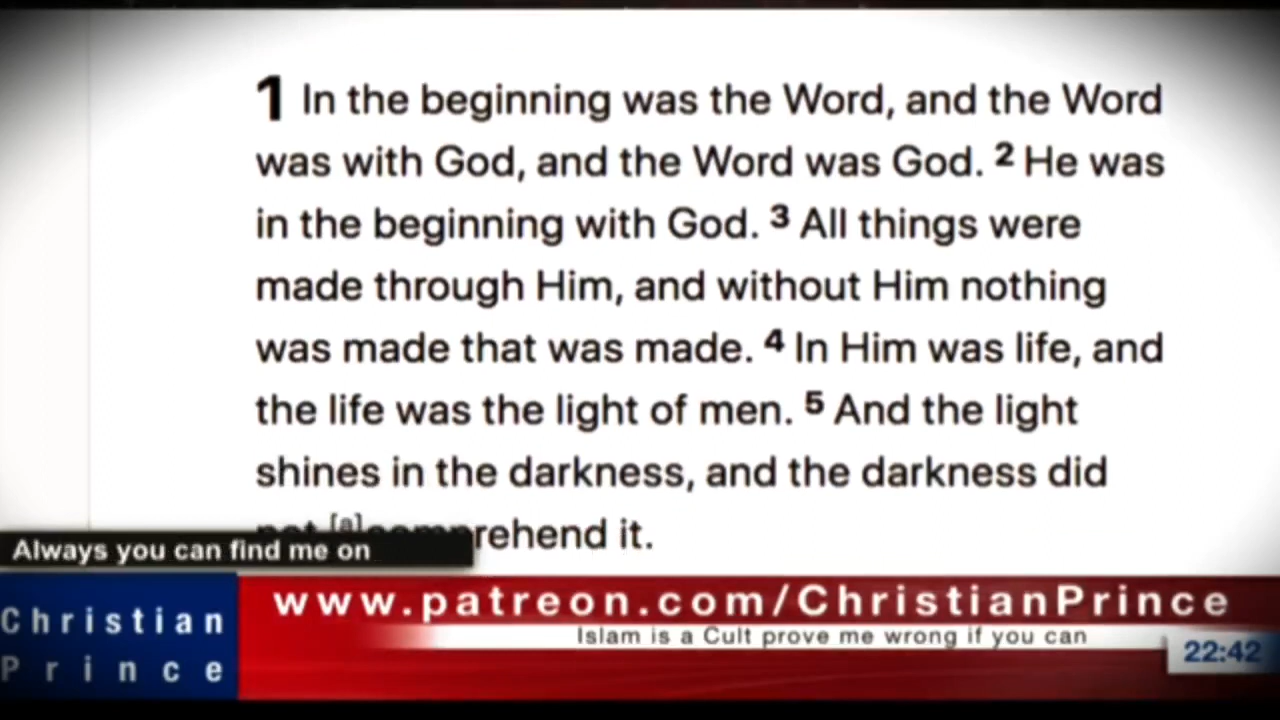 1 In the beginning was the Word, and the Word
was with God, and the Word was God. 2 He was
in the beginning with God. 3 All things were
made through Him, and without Him nothing
was made that was made. 4 In Him was life, and
the life was the light of men. 5 And the light
shines in the darkness, and the darkness did
not [a]comprehend it.
Always you can find me on
www.patreon.com/ChristianPrince
Christian
Prince
Islam is a Cult prove me wrong if you can
22:42